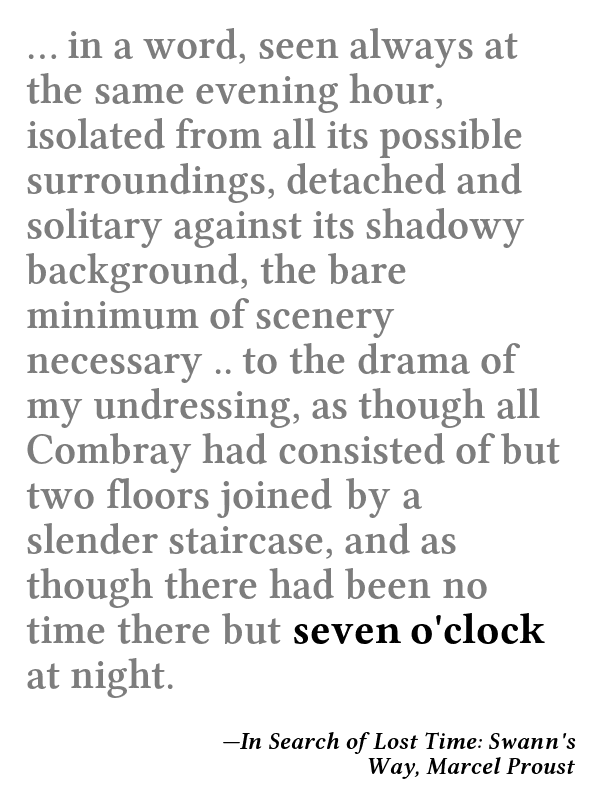 … in a word, seen always at
the same evening hour,
isolated from all its possible
surroundings, detached and
solitary against its shadowy
background, the bare
minimum of scenery
necessary .. to the drama of
my undressing, as though all
Combray had consisted of but
two floors joined by a
slender staircase, and as
though there had been no
time there but seven o'clock
at night.
—In Search of Lost Time: Swann's
Way, Marcel Proust